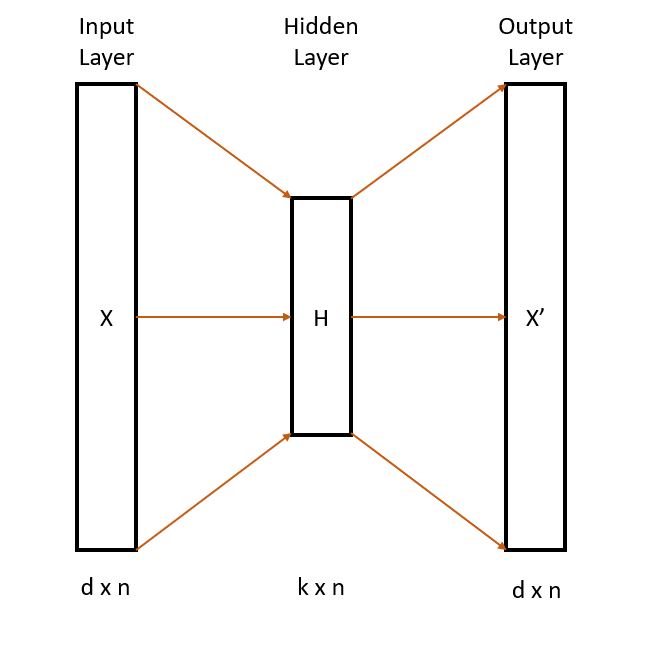 Input
Layer
Hidden
Layer
Output
Layer
X
H
X’
d x n
k x n
d x n